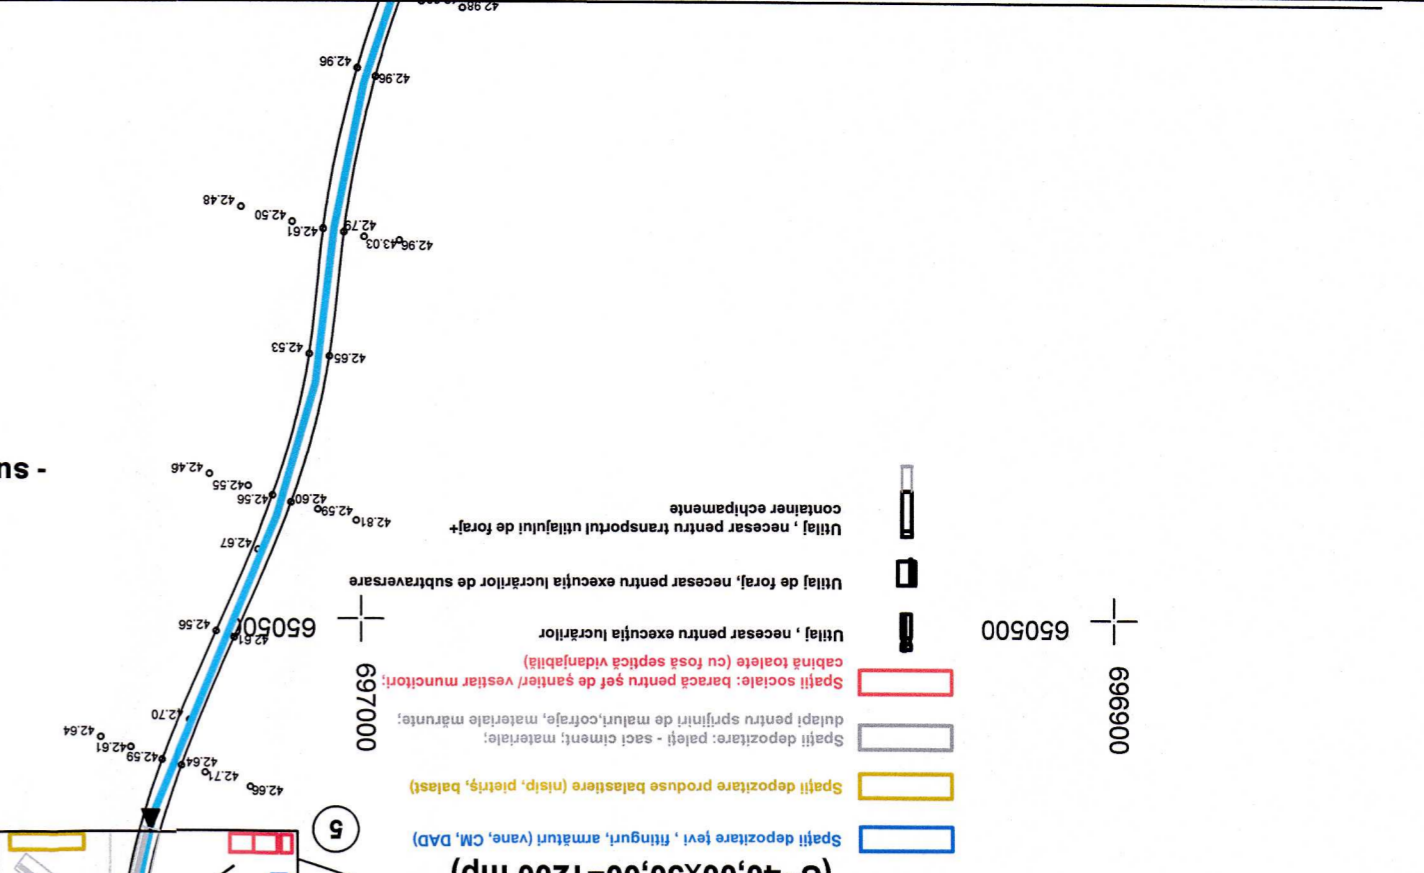 (S=40,00x30,00=1200 mp)
Spații depozitare țevi , fitinguri, armături (vane, CM, DAD)
Spații depozitare produse balastiere (nisip, pietriș, balast)
Spații depozitare: paleți - saci ciment; materiale;
dulapi pentru sprijiniri de maluri,cofraje, materiale mărunte;
Spații sociale: baracă pentru șef de șantier/ vestiar muncitori;
cabină toalete (cu fosă septică vidanjabilă)
Utilaj , necesar pentru execuția lucrărilor
Utilaj de foraj, necesar pentru execuția lucrărilor de subtraversare
Utilaj , necesar pentru transportul utilajului de foraj+
container echipamente
696900
650500
697000
650500
5
42.66
42.71
42.64
42.59
42.61
42.64
42.70
42.61
42.56
42.67
42.81
42.59
42.60
42.56
42.55
42.46
ns -
42.65
42.53
42.96
43.03
42.79
42.61
42.50
42.48
42.96
42.96
42.98